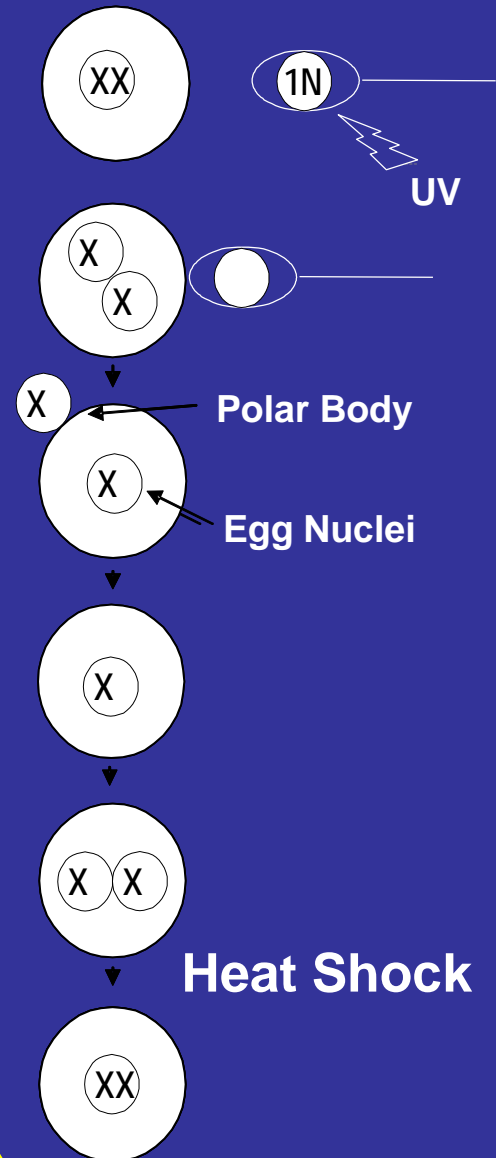 XX 1N
UV
X
X
X
Polar Body
X
Egg Nuclei
X
X X
Heat Shock
XX